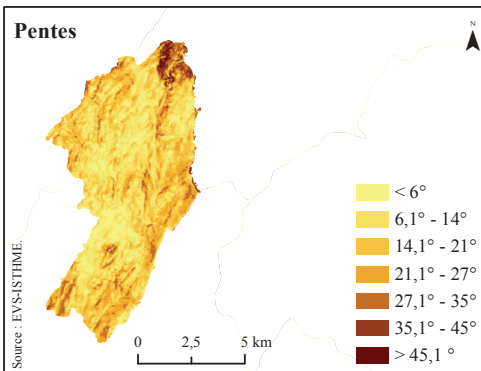 Pentes
N
< 6°
6,1° - 14°
14,1° - 21°
21,1° - 27°
27,1° - 35°
35,1° - 45°
> 45,1 °
0 2,5 5 km
Source : EVS-ISTHME.